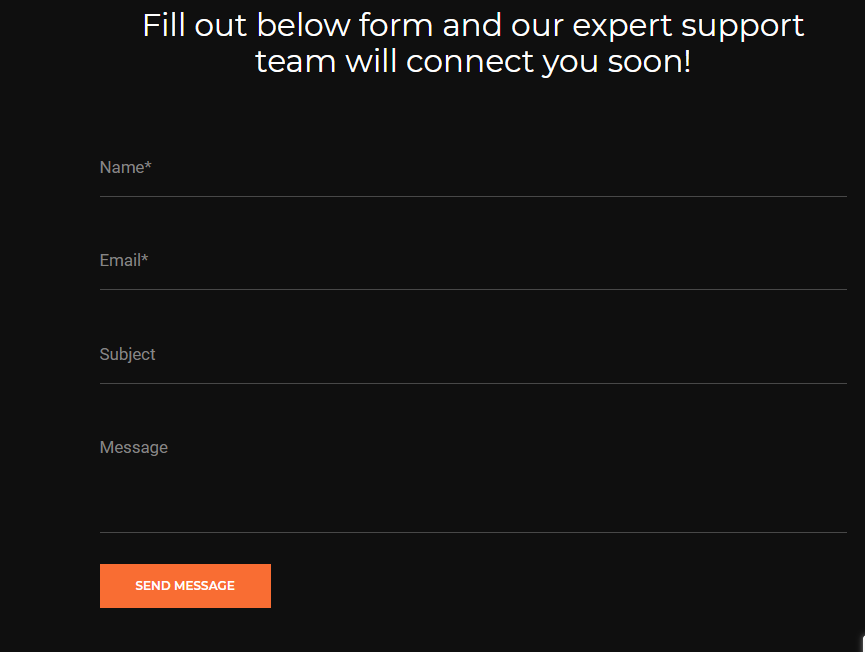 Fill out below form and our expert support
team will connect you soon!
Name*
Email*
Subject
Message
SEND MESSAGE